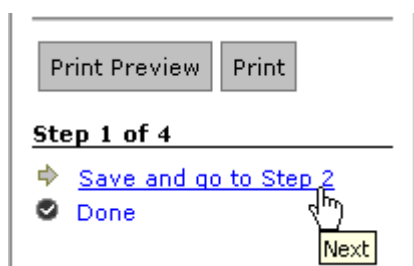 Print Preview Print
Step 1 of 4
Save and go to Step 2
Done
Next